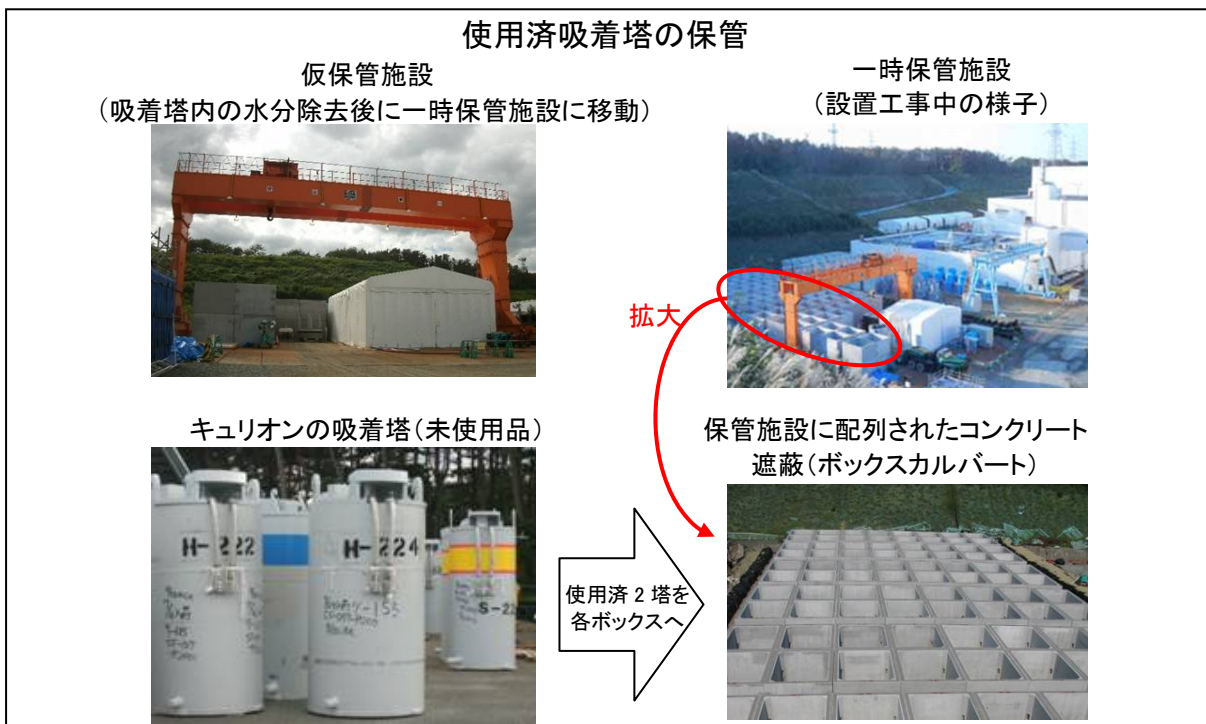 使用済吸着塔の保管
仮保管施設
(吸着塔内の水分除去後に一時保管施設に移動)
一時保管施設
(設置工事中の様子)
拡大
キュリオンの吸着塔(未使用品)
保管施設に配列されたコンクリート
遮蔽(ボックスカルバート)
H-222
H-224
S-22
使用済2塔を
各ボックスへ